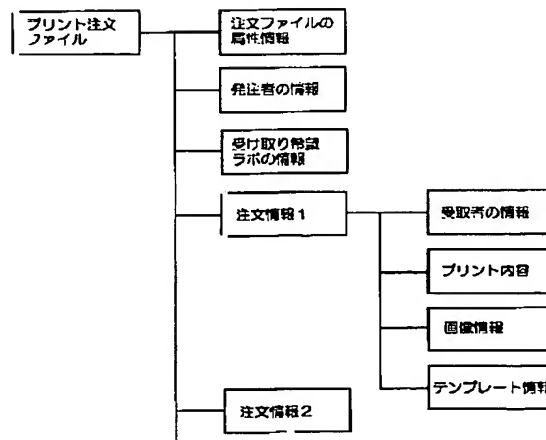 プリント注文
ファイル
注文ファイルの
属性情報
発注者の情報
受け取り希望
ラボの情報
注文情報1
受取者の情報
プリント内容
画像情報
テンプレート情報
注文情報2